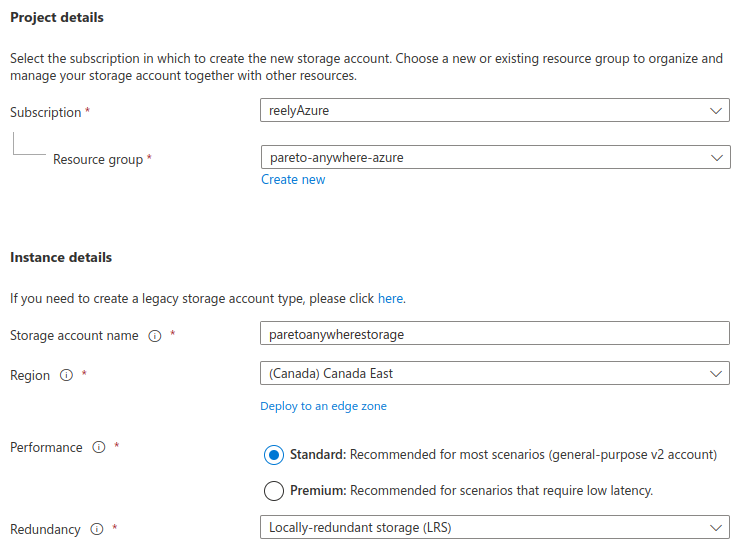 Project details
Select the subscription in which to create the new storage account. Choose a new or existing resource group to organize and
manage your storage account together with other resources.
Subscription *
reelyAzure
Resource group *
pareto-anywhere-azure
Create new
Instance details
If you need to create a legacy storage account type, please click here.
Storage account name *
paretoanywherestorage
Region *
(Canada) Canada East
Deploy to an edge zone
Performance *
Standard: Recommended for most scenarios (general-purpose v2 account)
Premium: Recommended for scenarios that require low latency.
Redundancy *
Locally-redundant storage (LRS)